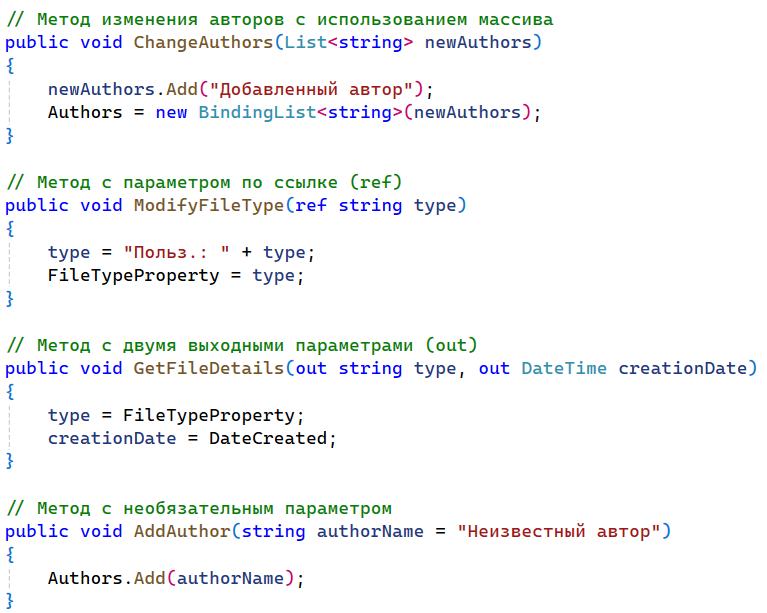 // Метод изменения авторов с использованием массива
public void ChangeAuthors(List<string> newAuthors)
{
    newAuthors.Add("Добавленный автор");
    Authors = new BindingList<string>(newAuthors);
}

// Метод с параметром по ссылке (ref)
public void ModifyFileType(ref string type)
{
    type = "Польз.: " + type;
    FileTypeProperty = type;
}

// Метод с двумя выходными параметрами (out)
public void GetFileDetails(out string type, out DateTime creationDate)
{
    type = FileTypeProperty;
    creationDate = DateCreated;
}

// Метод с необязательным параметром
public void AddAuthor(string authorName = "Неизвестный автор")
{
    Authors.Add(authorName);
}